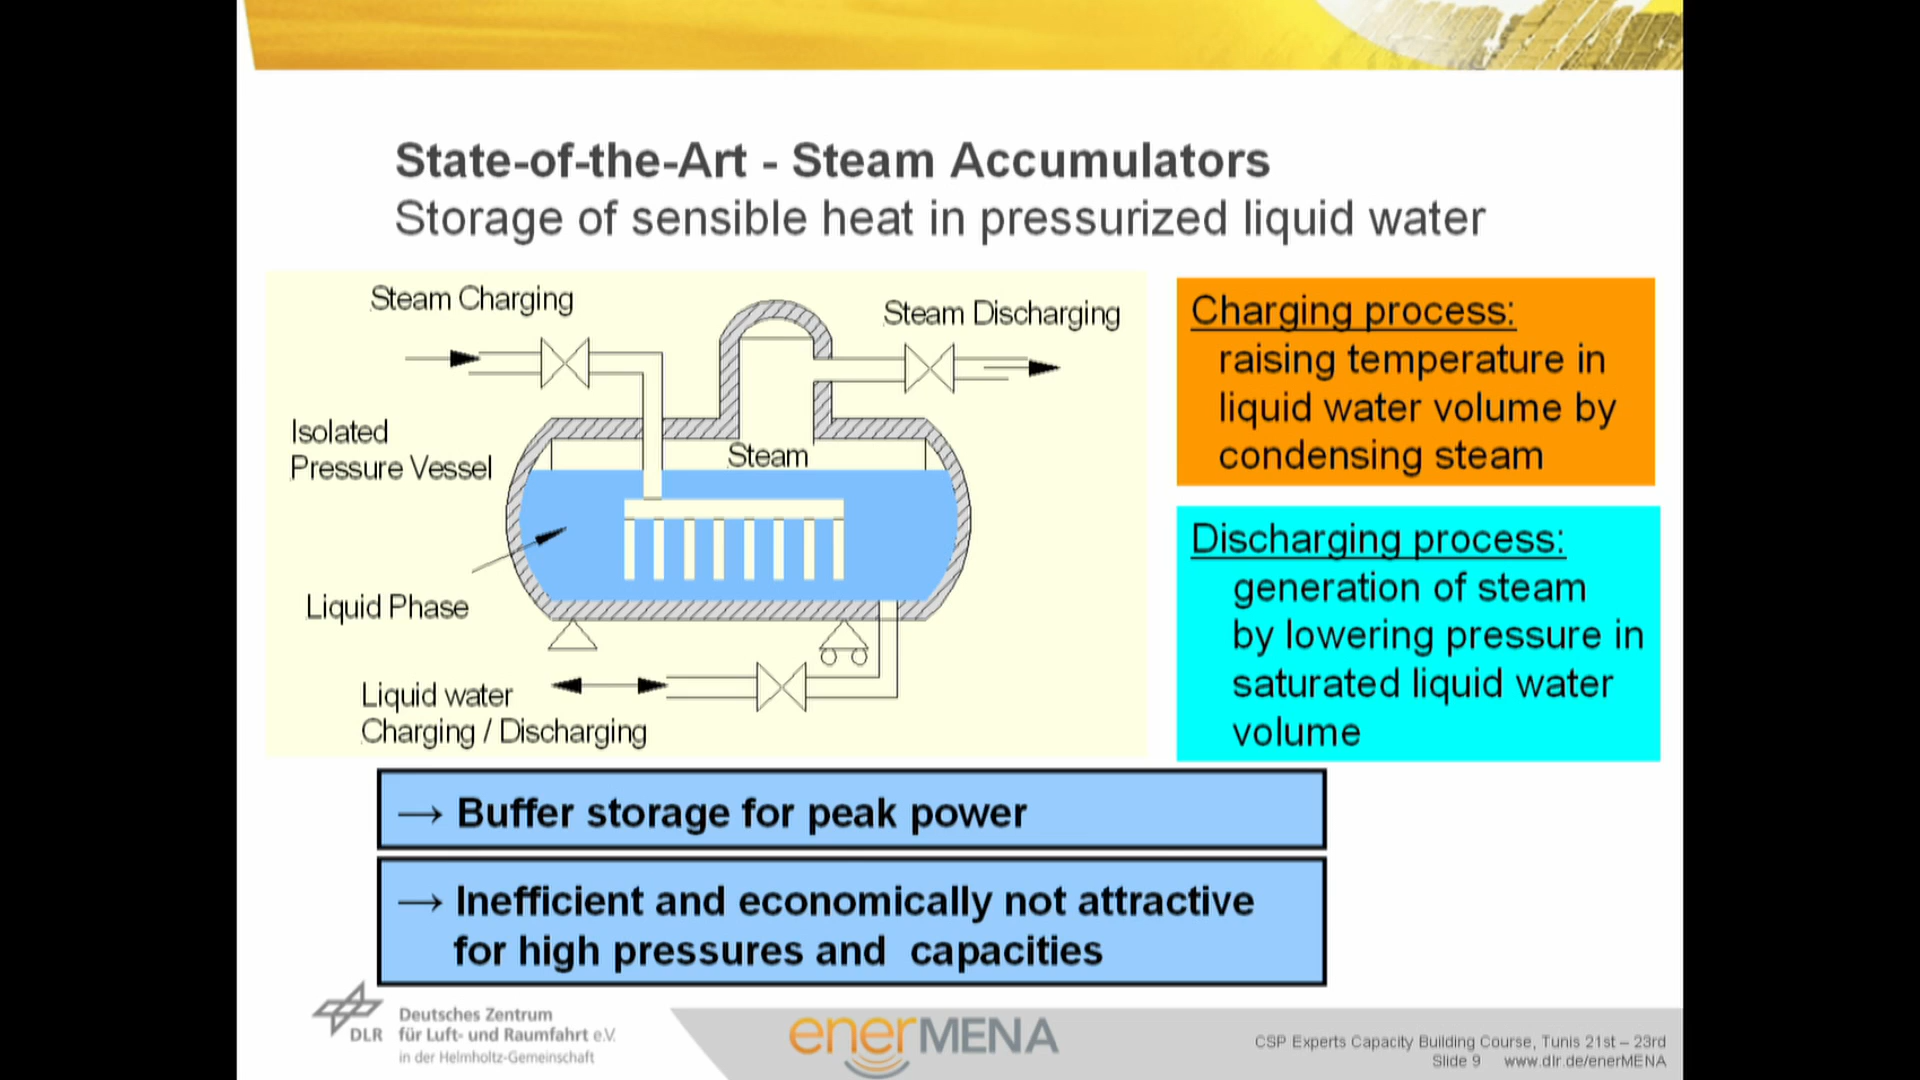 State-of-the-Art - Steam Accumulators
Storage of sensible heat in pressurized liquid water
Steam Charging
Steam Discharging
Isolated
Pressure Vessel
Steam
Liquid Phase
Liquid water
Charging / Discharging
Charging process:
raising temperature in
liquid water volume by
condensing steam
Discharging process:
generation of steam
by lowering pressure in
saturated liquid water
volume
→ Buffer storage for peak power
→ Inefficient and economically not attractive
for high pressures and capacities
DLR
Deutsches Zentrum
für Luft- und Raumfahrt e.V.
in der Helmholtz-Gemeinschaft
enerMENA
CSP Experts Capacity Building Course, Tunis 21st – 23rd
Slide 9 www.dlr.de/enerMENA